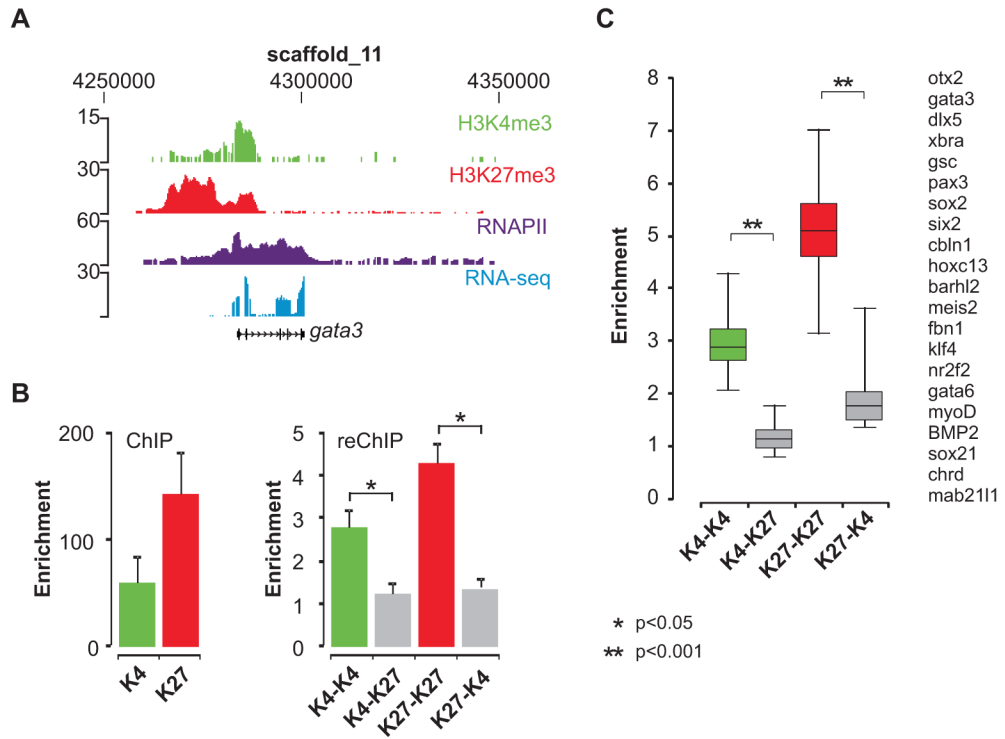 A
scaffold_11
4250000 4300000 4350000
15
H3K4me3
30
H3K27me3
60
RNAPII
30
RNA-seq
gata3
B
200
100
0
Enrichment
ChIP
K4 K27
5
4
3
2
1
0
Enrichment
reChIP
*
*
K4-K4 K4-K27 K27-K27 K27-K4
C
8
7
6
5
4
3
2
1
0
Enrichment
**
**
K4-K4 K4-K27 K27-K27 K27-K4
otx2
gata3
dlx5
xbra
gsc
pax3
sox2
six2
cbln1
hoxc13
barhl2
meis2
fbn1
klf4
nr2f2
gata6
myoD
BMP2
sox21
chrd
mab21l1
* p<0.05
** p<0.001